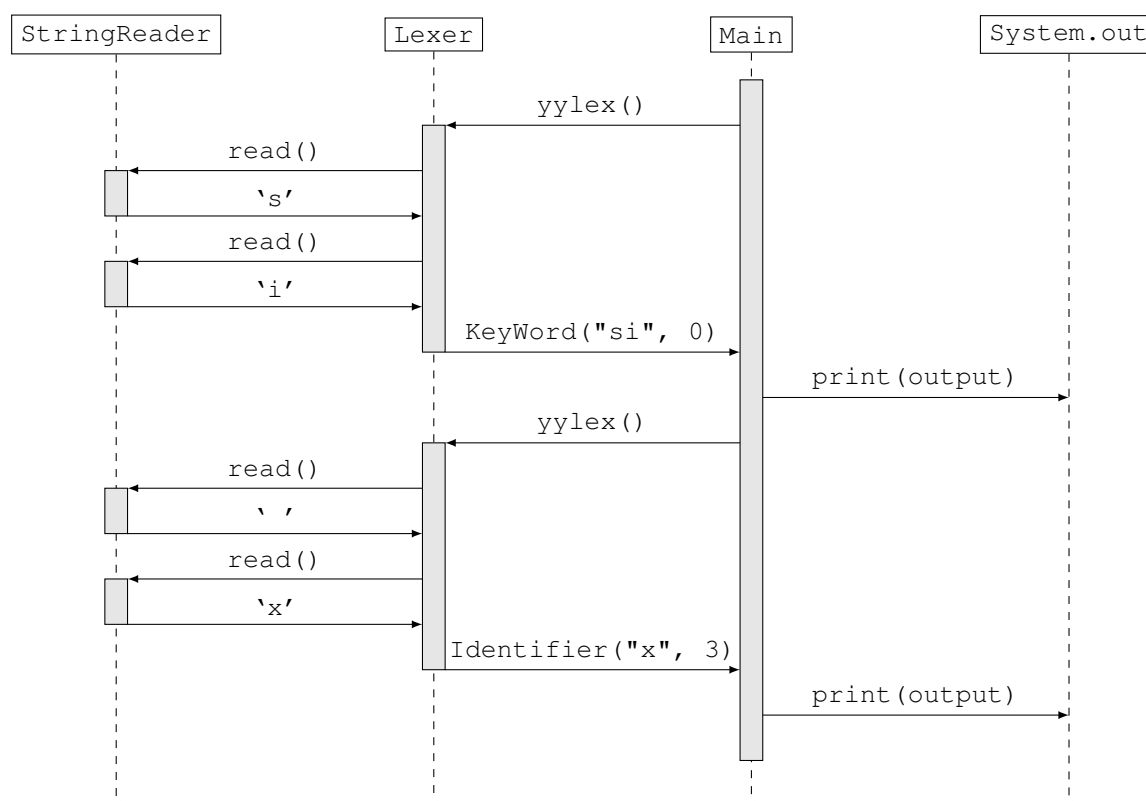 StringReader
Lexer
Main
System.out
yylex()
read()
‘s’
read()
‘i’
KeyWord("si", 0)
print(output)
yylex()
read()
‘ ’
read()
‘x’
Identifier("x", 3)
print(output)